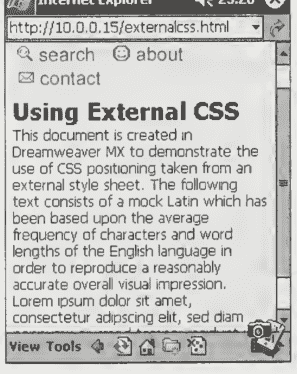 Internet Explorer 23:20
http://10.0.0.15/externalcss.html
search about
contact
Using External CSS
This document is created in
Dreamweaver MX to demonstrate the
use of CSS positioning taken from an
external style sheet. The following
text consists of a mock Latin which has
been based upon the average
frequency of characters and word
lengths of the English language in
order to reproduce a reasonably
accurate overall visual impression.
Lorem ipsum dolor sit amet,
consectetur adipscing elit, sed diam
View Tools